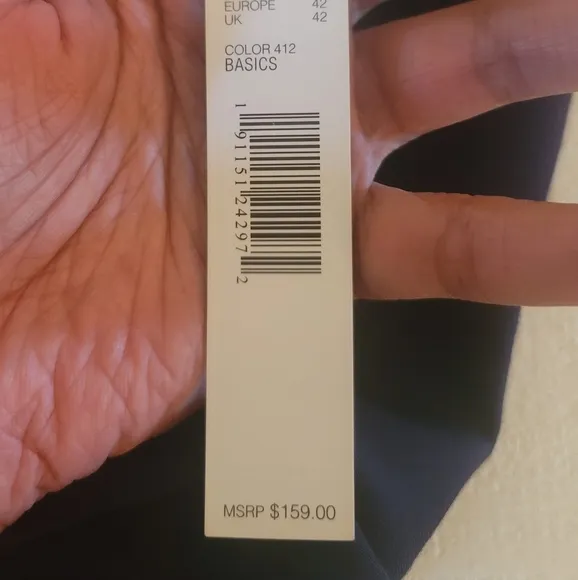 EUROPE 42
UK 42
COLOR 412
BASICS
1 91151 24297 2
MSRP $159.00